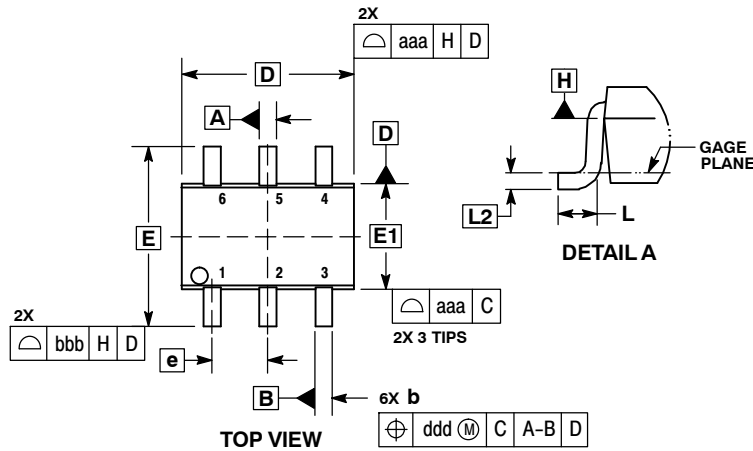 2X
⌓ aaa H D
D
A
D
H
GAGE
PLANE
6 5 4
E
E1
L2
L
DETAIL A
1 2 3
⌓ aaa C
2X 3 TIPS
2X
⌓ bbb H D
e
B
6X b
⌖ ddd Ⓜ C A-B D
TOP VIEW